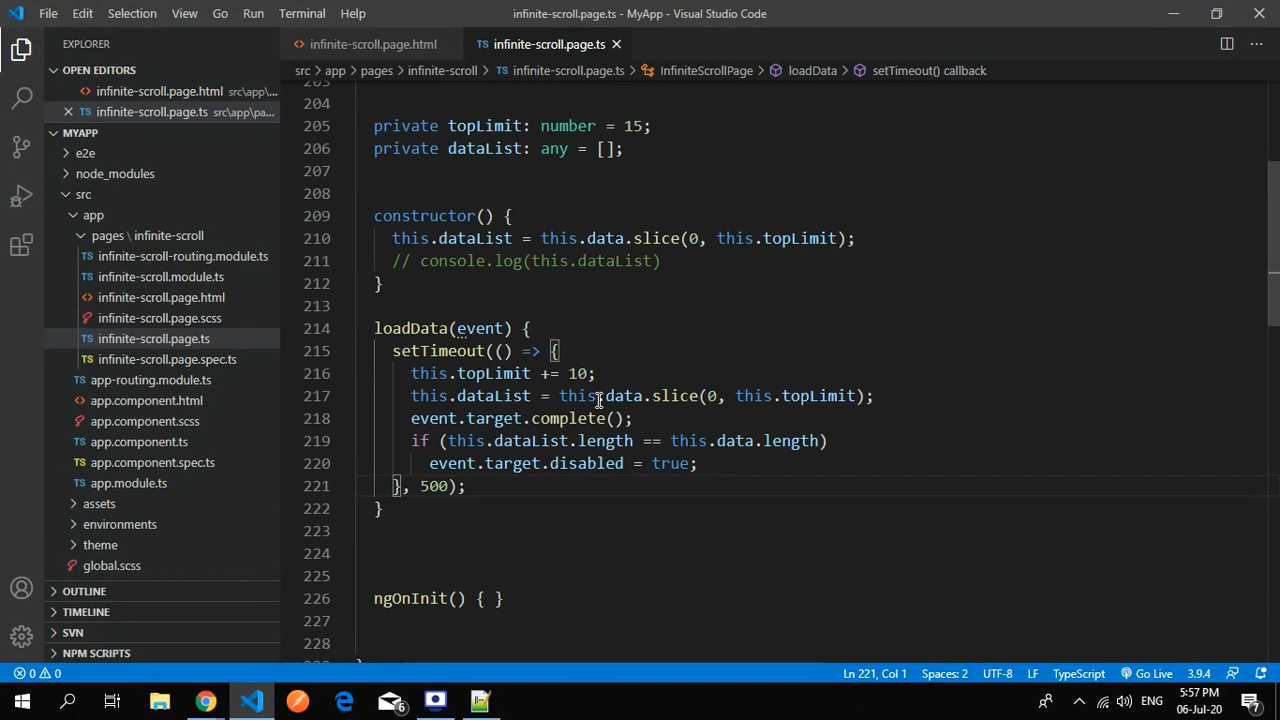 File Edit Selection View Go Run Terminal Help infinite-scroll.page.ts - MyApp - Visual Studio Code
EXPLORER
OPEN EDITORS
infinite-scroll.page.html src\app\...
infinite-scroll.page.ts src\app\pa...
MYAPP
e2e
node_modules
src
app
pages \ infinite-scroll
infinite-scroll-routing.module.ts
infinite-scroll.module.ts
infinite-scroll.page.html
infinite-scroll.page.scss
infinite-scroll.page.ts
infinite-scroll.page.spec.ts
app-routing.module.ts
app.component.html
app.component.scss
app.component.spec.ts
app.component.ts
app.module.ts
assets
environments
theme
global.scss
OUTLINE
TIMELINE
SVN
NPM SCRIPTS
infinite-scroll.page.html infinite-scroll.page.ts
src > app > pages > infinite-scroll > infinite-scroll.page.ts > InfiniteScrollPage > loadData > setTimeout() callback
203
204
205 private topLimit: number = 15;
206 private dataList: any = [];
207
208
209 constructor() {
210 this.dataList = this.data.slice(0, this.topLimit);
211 // console.log(this.dataList)
212 }
213
214 loadData(event) {
215 setTimeout(() => {
216 this.topLimit += 10;
217 this.dataList = this.data.slice(0, this.topLimit);
218 event.target.complete();
219 if (this.dataList.length == this.data.length)
220 event.target.disabled = true;
221 }, 500);
222 }
223
224
225
226 ngOnInit() { }
227
228
0 0 Ln 221, Col 1 Spaces: 2 UTF-8 LF TypeScript Go Live 3.9.4
6 ENG 5:57 PM 7
06-Jul-20